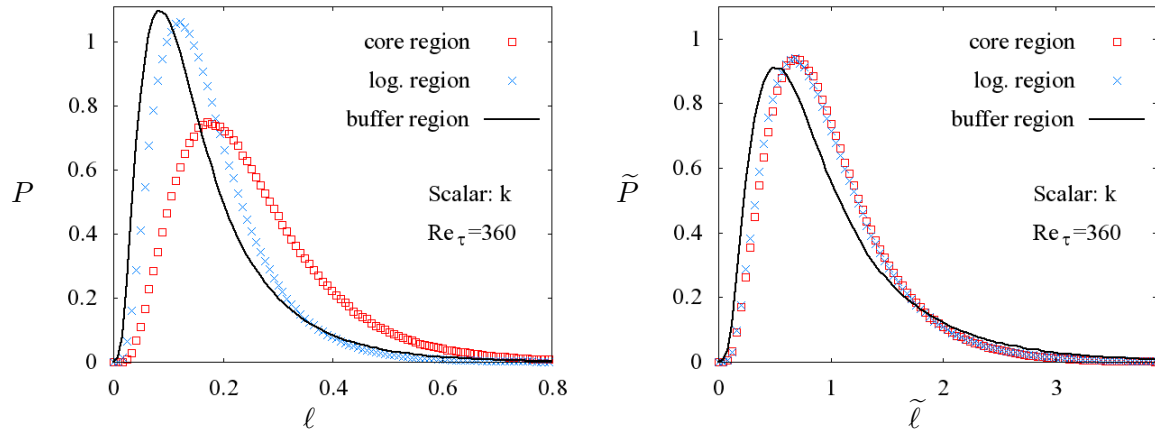 1
0.8
0.6
0.4
0.2
0
P
core region
log. region
buffer region
Scalar: k
Re τ=360
0 0.2 0.4 0.6 0.8
ℓ
1
0.8
0.6
0.4
0.2
0
P̃
core region
log. region
buffer region
Scalar: k
Re τ=360
0 1 2 3
ℓ̃